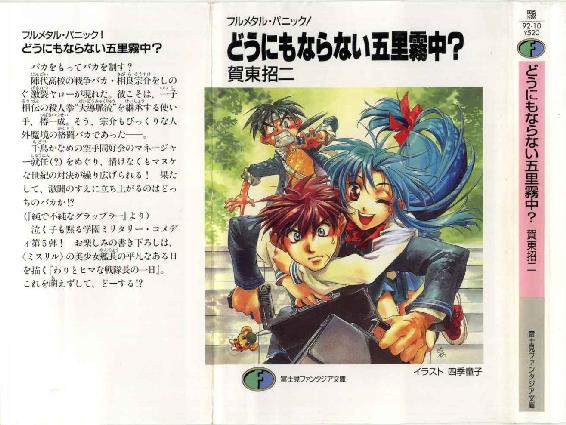 フルメタル・パニック!
どうにもならない五里霧中?
バカをもってバカを制す?
陣代高校の戦争バカ・相良宗介をしの
ぐ激裂ヤローが現れた。彼こそは、一子
相伝の殺人拳“大導脈流”を継承する使い
手、椿一成。そう、宗介もびっくりな人
外魔境の格闘バカであった──。
千鳥かなめの空手同好会のマネージャ
ー就任(?)をめぐり、情けなくもマヌケ
な世紀の対決が繰り広げられる! 果た
して、激闘のすえに立ち上がるのはどっ
ちのバカか!?
(『純で不純なグラップラー』より)
泣く子も黙る学園ミリタリー・コメデ
ィ第5弾! お楽しみの書き下ろしは、
〈ミスリル〉の美少女艦長の平凡なある日
を描く『わりとヒマな戦隊長の一日』。
これを萌えずして、どーする!?
フルメタル・パニック!
どうにもならない五里霧中?
賀東招二
イラスト 四季童子
富士見ファンタジア文庫
92-10
¥520
どうにもならない五里霧中?
賀東招二
富士見ファンタジア文庫